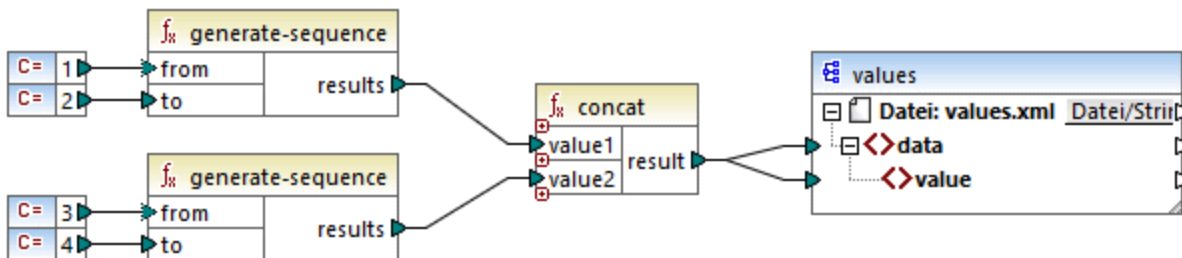 generate-sequence
C= 1 from
results
C= 2 to
concat
value1
result
value2
generate-sequence
C= 3 from
results
C= 4 to
values
Datei: values.xml Datei/Strin
data
value